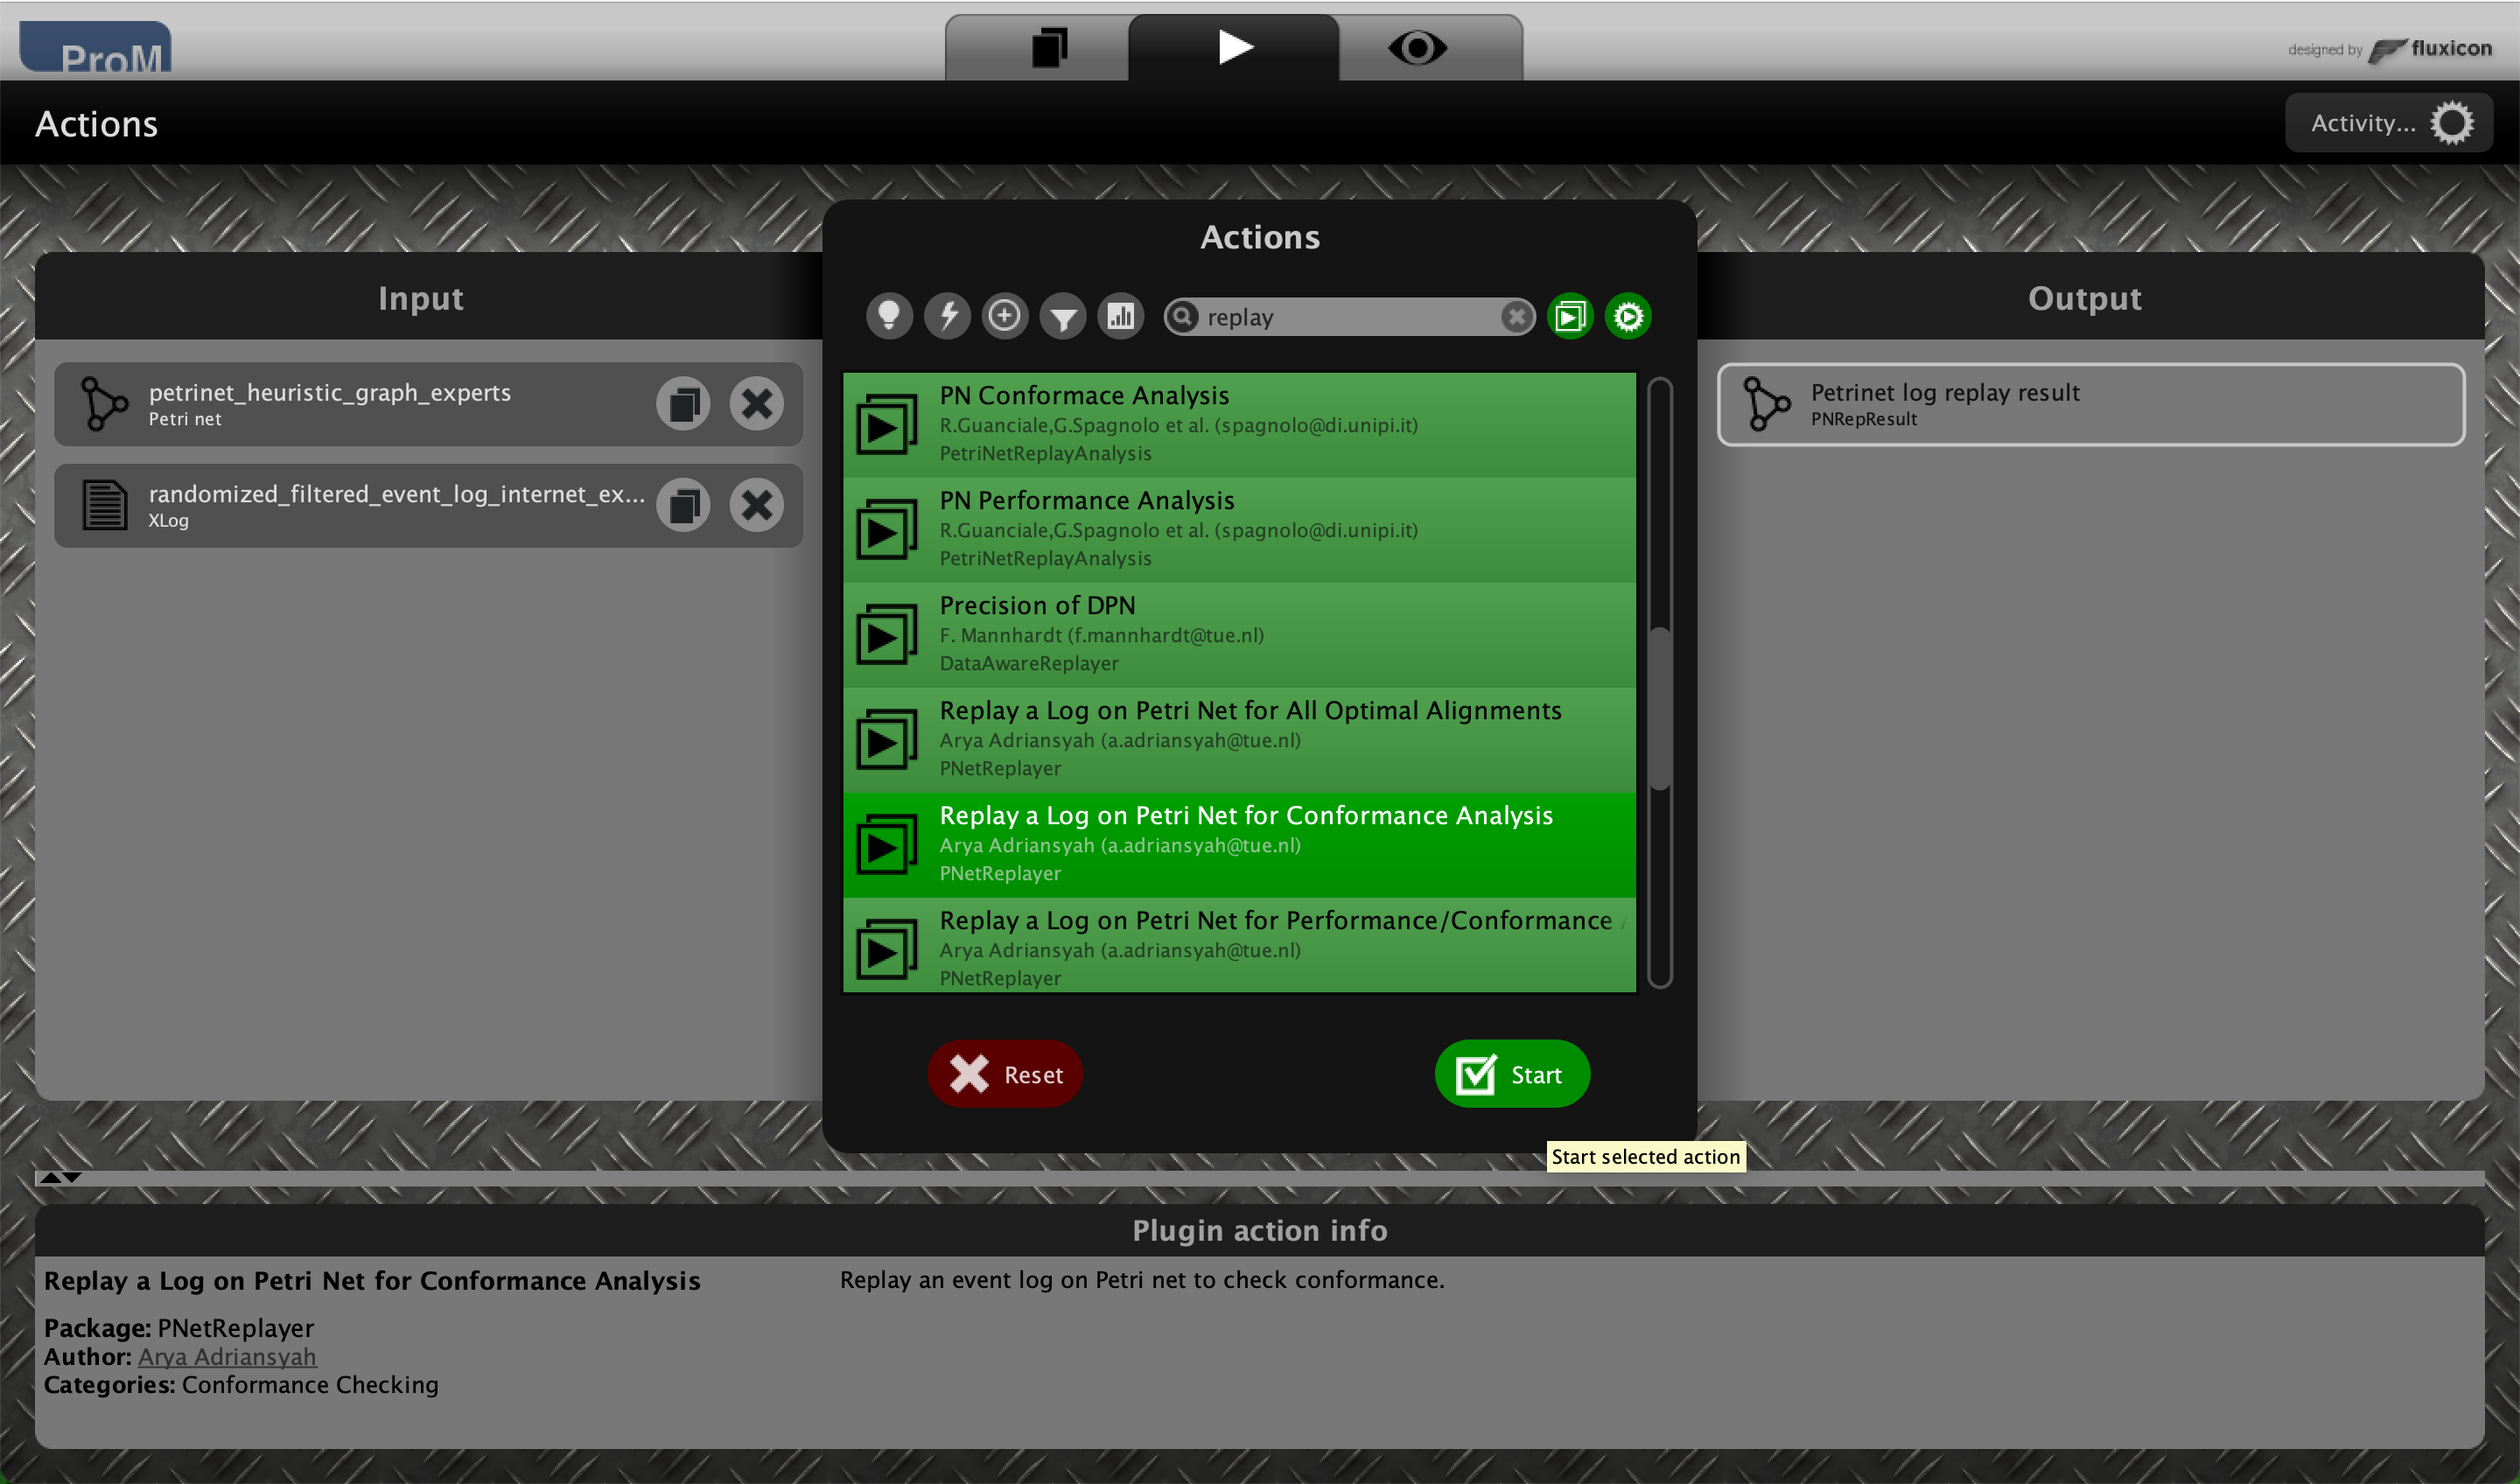 ProM
designed by fluxicon
Actions
Activity...
Input
petrinet_heuristic_graph_experts
Petri net
randomized_filtered_event_log_internet_ex...
XLog
Actions
replay
PN Conformace Analysis
R.Guanciale,G.Spagnolo et al. (spagnolo@di.unipi.it)
PetriNetReplayAnalysis
PN Performance Analysis
R.Guanciale,G.Spagnolo et al. (spagnolo@di.unipi.it)
PetriNetReplayAnalysis
Precision of DPN
F. Mannhardt (f.mannhardt@tue.nl)
DataAwareReplayer
Replay a Log on Petri Net for All Optimal Alignments
Arya Adriansyah (a.adriansyah@tue.nl)
PNetReplayer
Replay a Log on Petri Net for Conformance Analysis
Arya Adriansyah (a.adriansyah@tue.nl)
PNetReplayer
Replay a Log on Petri Net for Performance/Conformance
Arya Adriansyah (a.adriansyah@tue.nl)
PNetReplayer
Reset
Start
Start selected action
Output
Petrinet log replay result
PNRepResult
Plugin action info
Replay a Log on Petri Net for Conformance Analysis
Package: PNetReplayer
Author: Arya Adriansyah
Categories: Conformance Checking
Replay an event log on Petri net to check conformance.